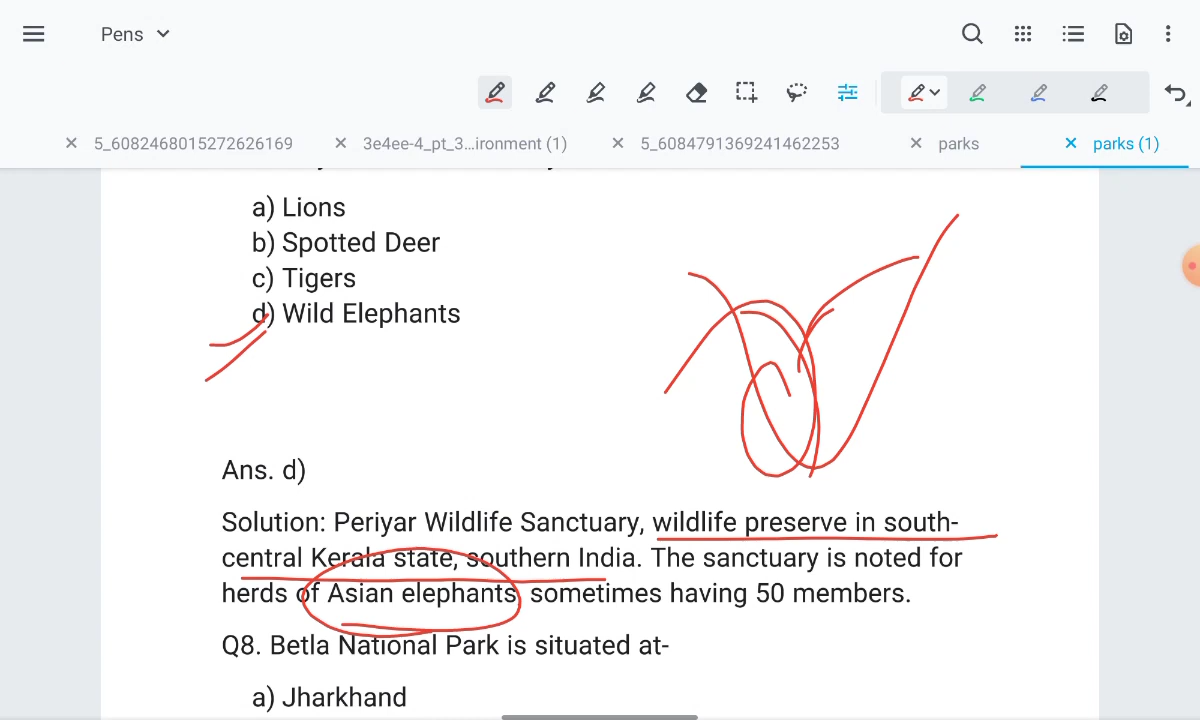 Pens
5_6082468015272626169
3e4ee-4_pt_3...ironment (1)
5_6084791369241462253
parks
parks (1)
a) Lions
b) Spotted Deer
c) Tigers
d) Wild Elephants
Ans. d)
Solution: Periyar Wildlife Sanctuary, wildlife preserve in south-
central Kerala state, southern India. The sanctuary is noted for
herds of Asian elephants, sometimes having 50 members.
Q8. Betla National Park is situated at-
a) Jharkhand